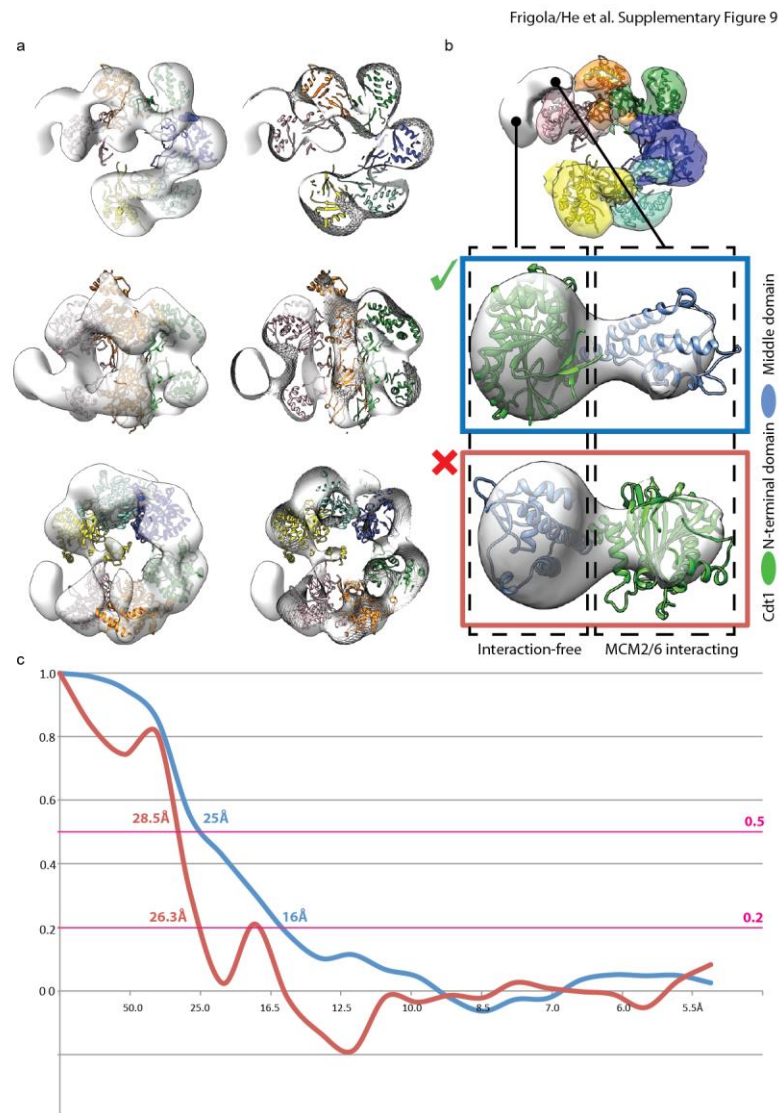 Frigola/He et al. Supplementary Figure 9
a
b
✓
✖
Interaction-free
MCM2/6 interacting
Cdt1 N-terminal domain Middle domain
c
1.0
0.8
0.6
28.5Å
25Å
0.5
0.4
26.3Å
16Å
0.2
0.2
0.0
50.0
25.0
16.5
12.5
10.0
8.5
7.0
6.0
5.5Å